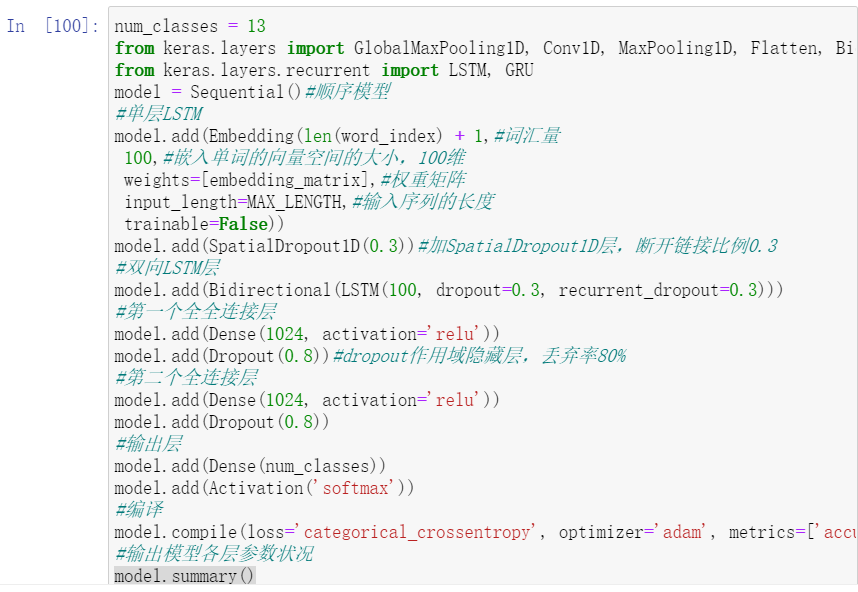 In [100]:
num_classes = 13
from keras.layers import GlobalMaxPooling1D, Conv1D, MaxPooling1D, Flatten, Bi
from keras.layers.recurrent import LSTM, GRU
model = Sequential()#顺序模型
#单层LSTM
model.add(Embedding(len(word_index) + 1,#词汇量
100,#嵌入单词的向量空间的大小，100维
weights=[embedding_matrix],#权重矩阵
input_length=MAX_LENGTH,#输入序列的长度
trainable=False))
model.add(SpatialDropout1D(0.3))#加SpatialDropout1D层，断开链接比例0.3
#双向LSTM层
model.add(Bidirectional(LSTM(100, dropout=0.3, recurrent_dropout=0.3)))
#第一个全全连接层
model.add(Dense(1024, activation='relu'))
model.add(Dropout(0.8))#dropout作用域隐藏层，丢弃率80%
#第二个全连接层
model.add(Dense(1024, activation='relu'))
model.add(Dropout(0.8))
#输出层
model.add(Dense(num_classes))
model.add(Activation('softmax'))
#编译
model.compile(loss='categorical_crossentropy', optimizer='adam', metrics=['accu
#输出模型各层参数状况
model.summary()